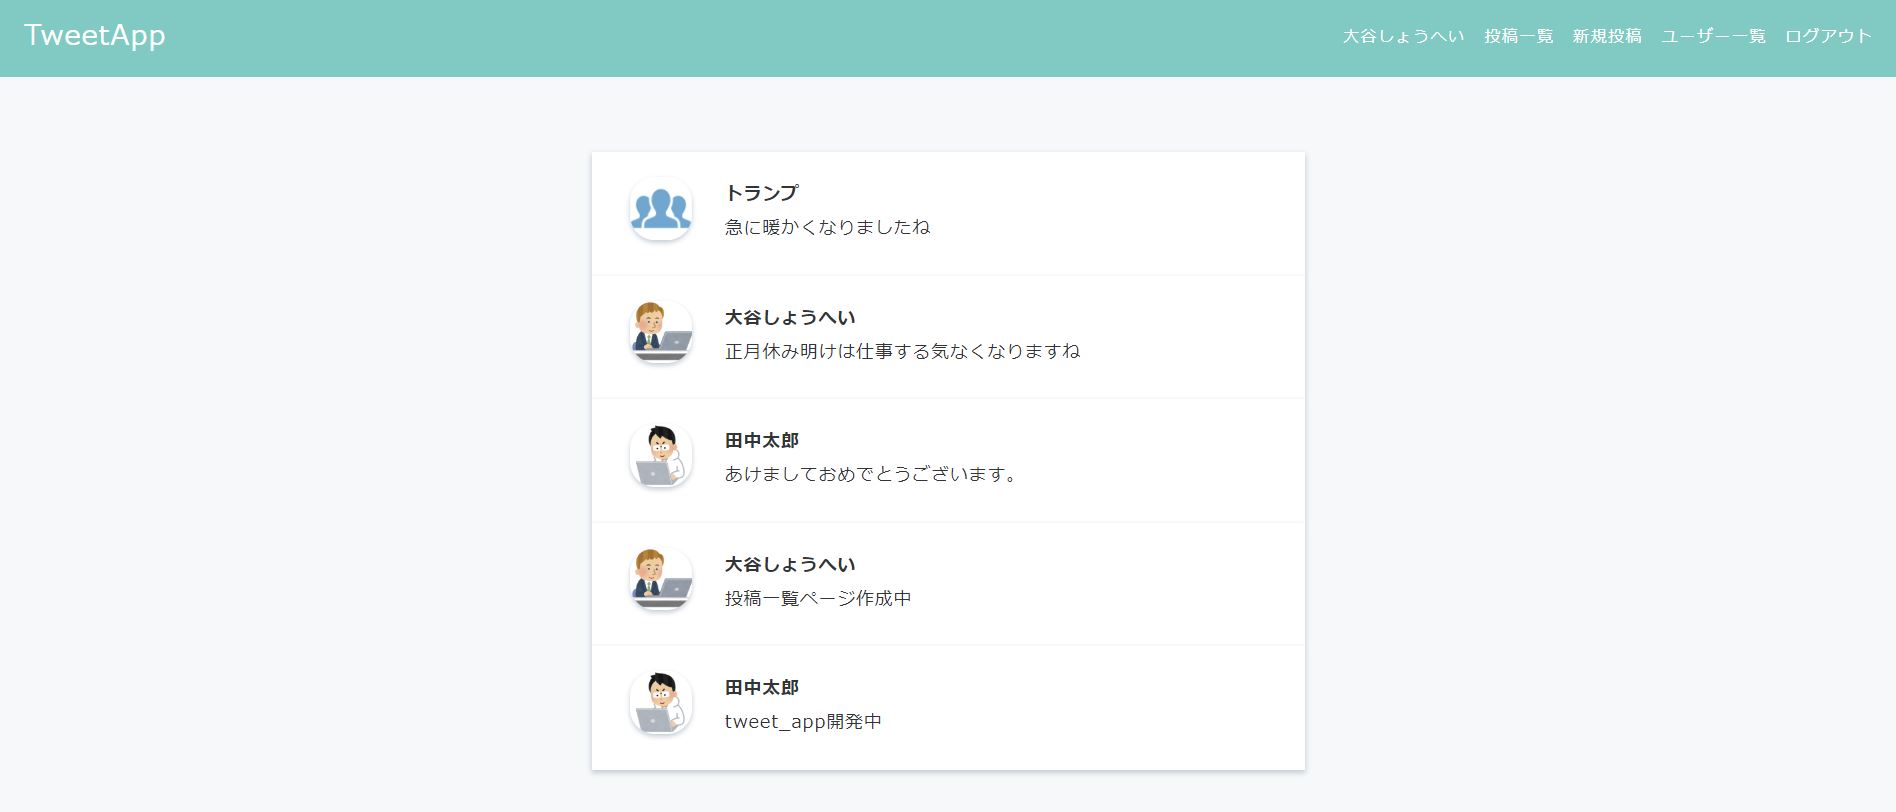 TweetApp
大谷しょうへい 投稿一覧 新規投稿 ユーザー一覧 ログアウト
トランプ
急に暖かくなりましたね
大谷しょうへい
正月休み明けは仕事する気なくなりますね
田中太郎
あけましておめでとうございます。
大谷しょうへい
投稿一覧ページ作成中
田中太郎
tweet_app開発中